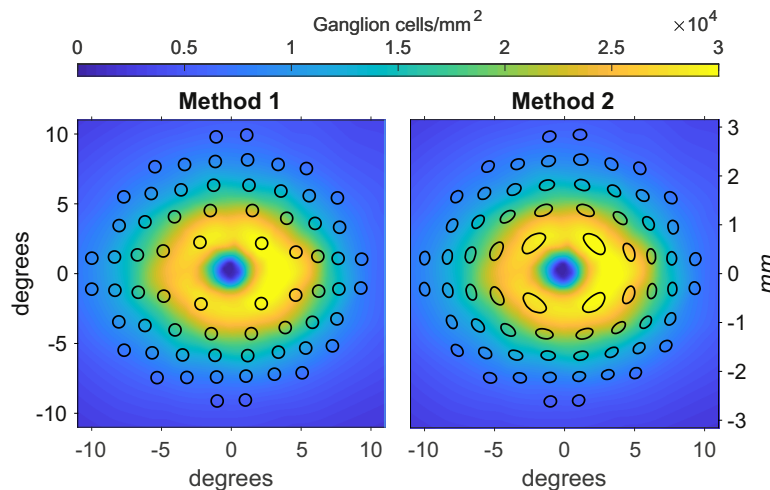 Ganglion cells/mm²
×10⁴
0 0.5 1 1.5 2 2.5 3
Method 1 Method 2
10 5 0 -5 -10
degrees
-10 -5 0 5 10
degrees
-10 -5 0 5 10
degrees
3 2 1 0 -1 -2 -3
mm